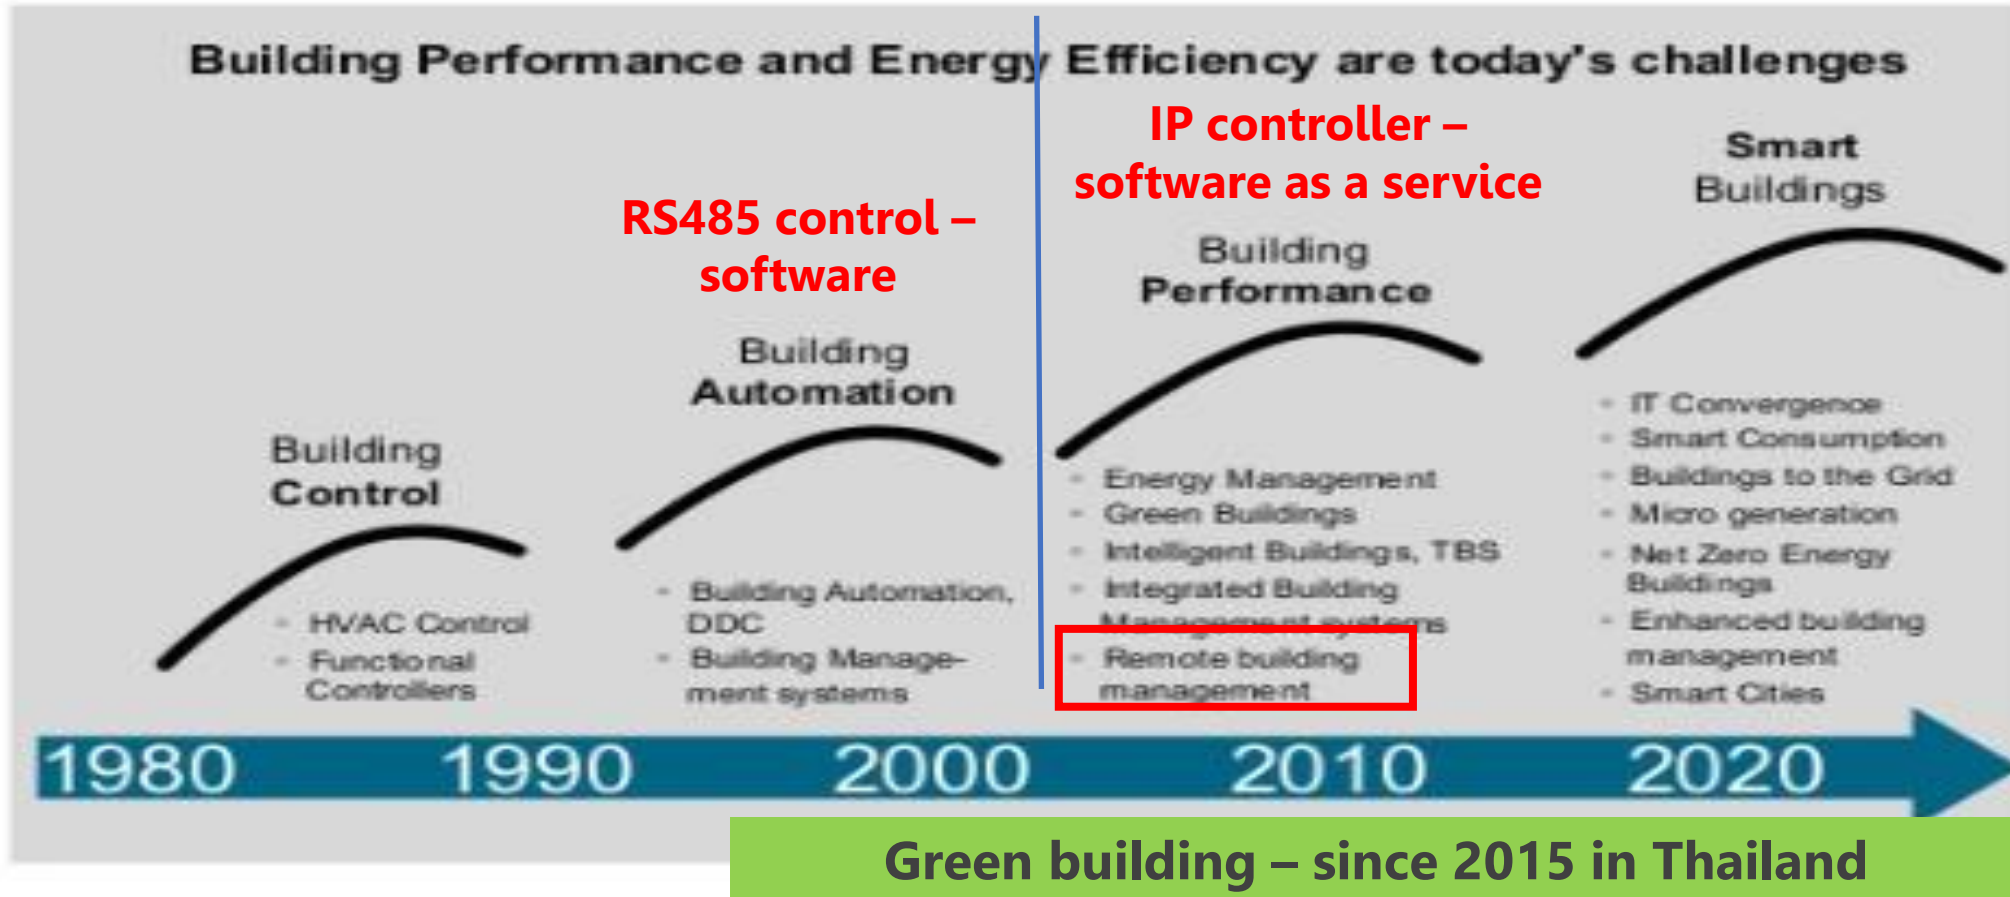 Building Performance and Energy Efficiency are today's challenges
IP controller –
software as a service
Smart
Buildings
RS485 control –
software
Building
Performance
Building
Automation
Building
Control
- HVAC Control
- Functional
Controllers
- Building Automation,
DDC
- Building Manage-
ment systems
- Energy Management
- Green Buildings
- Intelligent Buildings, TBS
- Integrated Building
Management systems
- Remote building
management
- IT Convergence
- Smart Consumption
- Buildings to the Grid
- Micro generation
- Net Zero Energy
Buildings
- Enhanced building
management
- Smart Cities
1980 1990 2000 2010 2020
Green building – since 2015 in Thailand